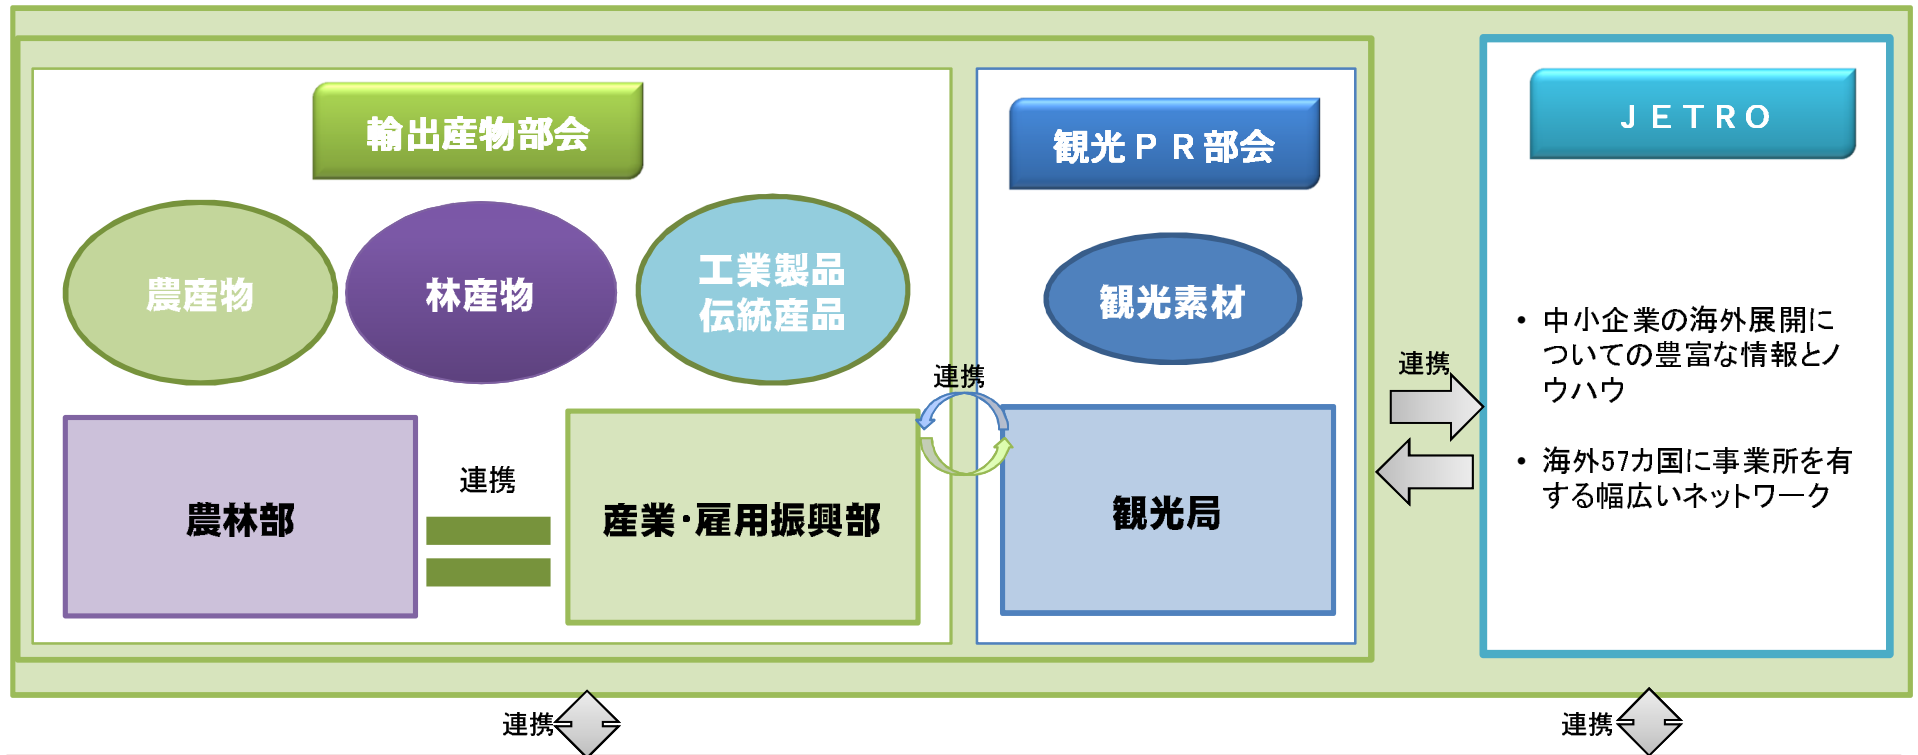 輸出産物部会
農産物
林産物
工業製品
伝統産品
農林部
連携
産業・雇用振興部
連携
観光PR部会
観光素材
観光局
連携
JETRO
• 中小企業の海外展開に
ついての豊富な情報とノ
ウハウ
• 海外57カ国に事業所を有
する幅広いネットワーク
連携
連携